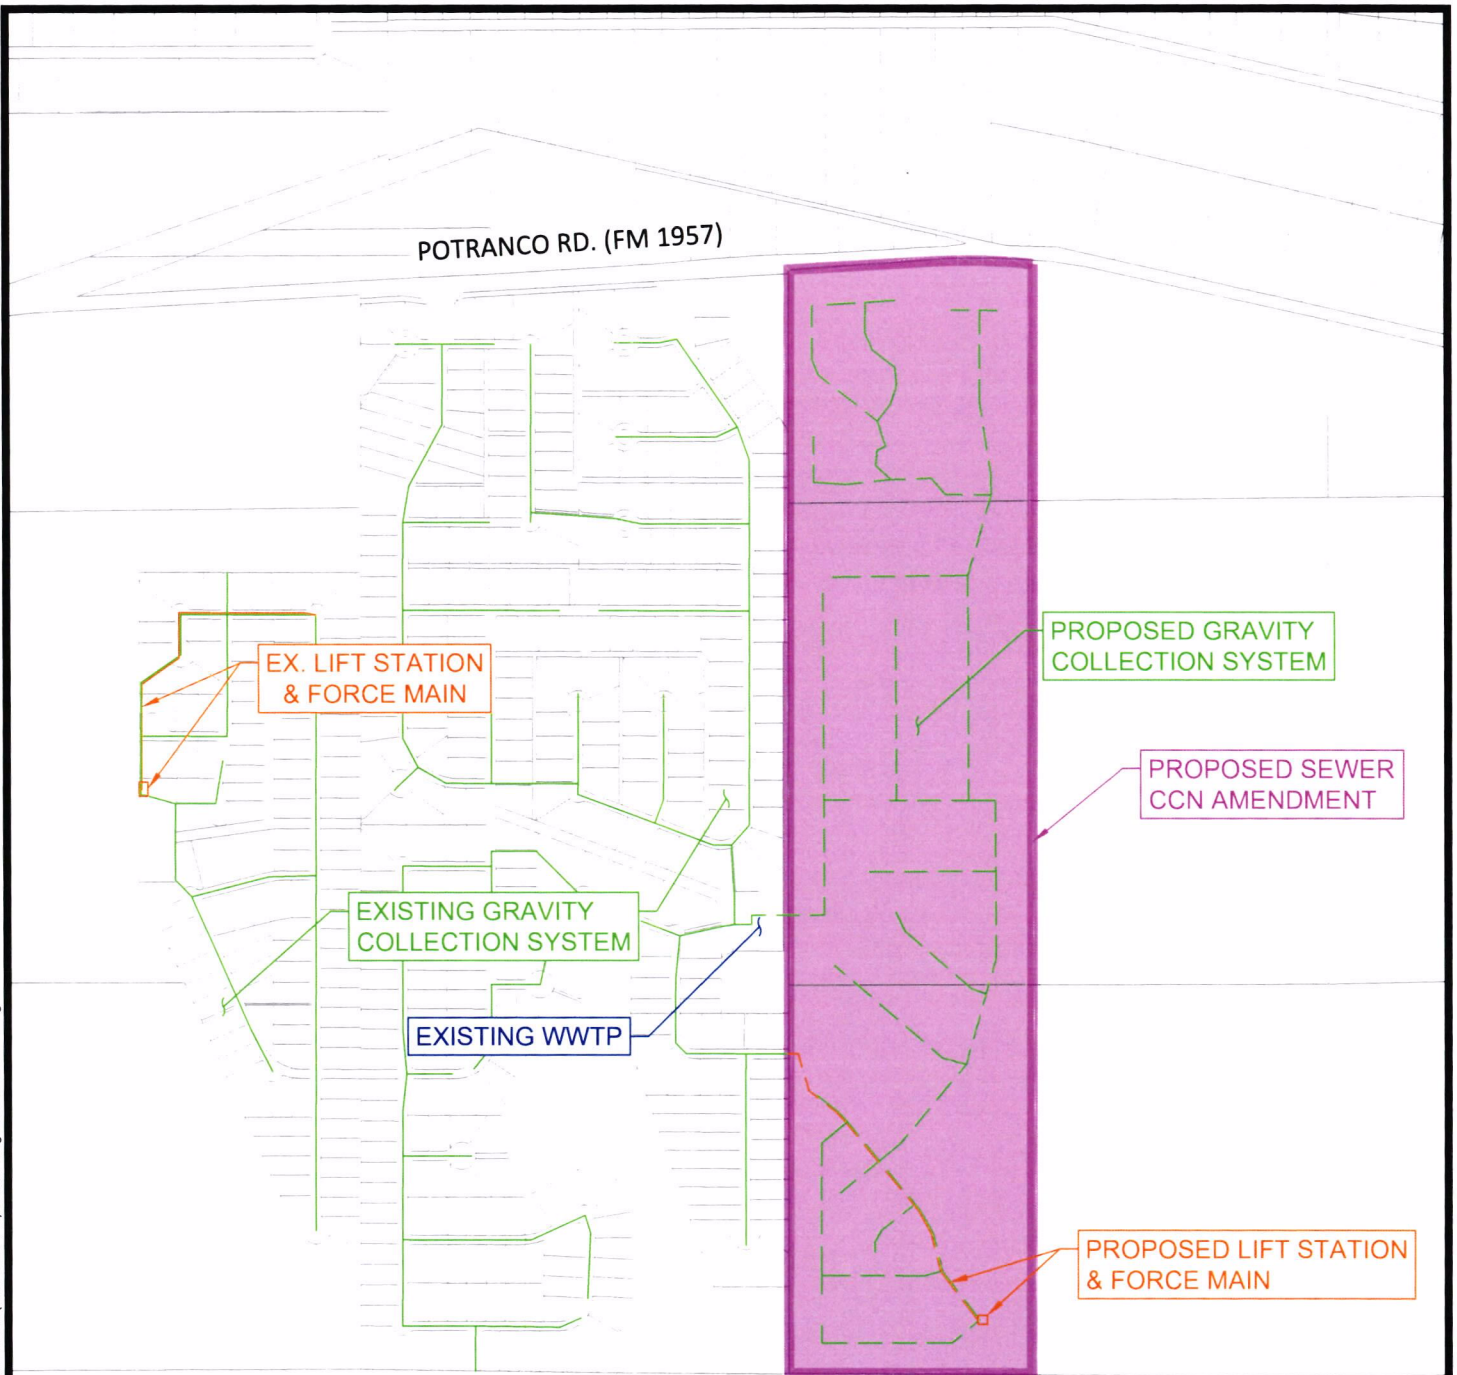 POTRANCO RD. (FM 1957)
EX. LIFT STATION
& FORCE MAIN
PROPOSED GRAVITY
COLLECTION SYSTEM
PROPOSED SEWER
CCN AMENDMENT
EXISTING GRAVITY
COLLECTION SYSTEM
EXISTING WWTP
PROPOSED LIFT STATION
& FORCE MAIN